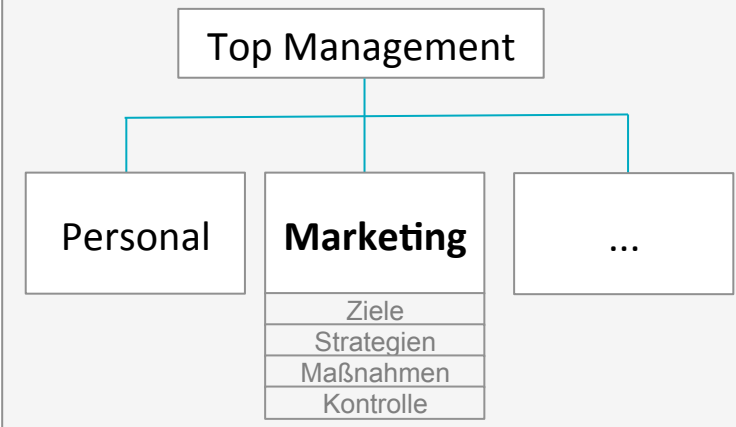 Top Management
Personal
Marketing
...
Ziele
Strategien
Maßnahmen
Kontrolle